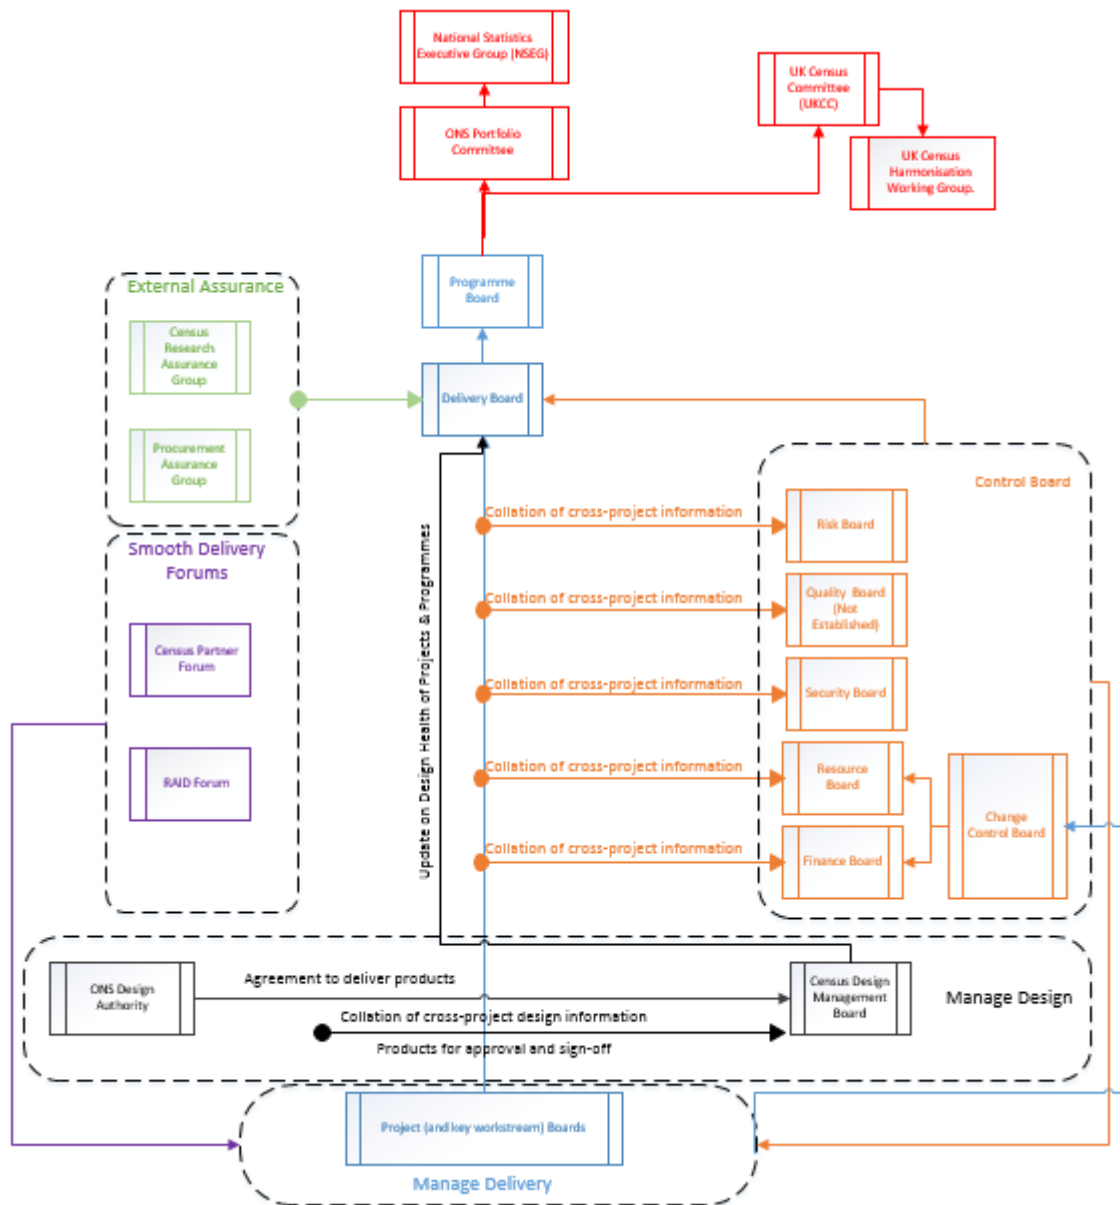 National Statistics
Executive Group (NSEG)
ONS Portfolio
Committee
UK Census
Committee
(UKCC)
UK Census
Harmonisation
Working Group.
Programme
Board
External Assurance
Census
Research
Assurance
Group
Procurement
Assurance
Group
Delivery Board
Control Board
Collation of cross-project information
Risk Board
Collation of cross-project information
Quality Board
(Not
Established)
Collation of cross-project information
Security Board
Collation of cross-project information
Resource
Board
Collation of cross-project information
Finance Board
Change
Control Board
Smooth Delivery
Forums
Census Partner
Forum
RAID Forum
Update on Design Health of Projects & Programmes
ONS Design
Authority
Agreement to deliver products
Collation of cross-project design information
Products for approval and sign-off
Census Design
Management
Board
Manage Design
Project (and key workstream) Boards
Manage Delivery